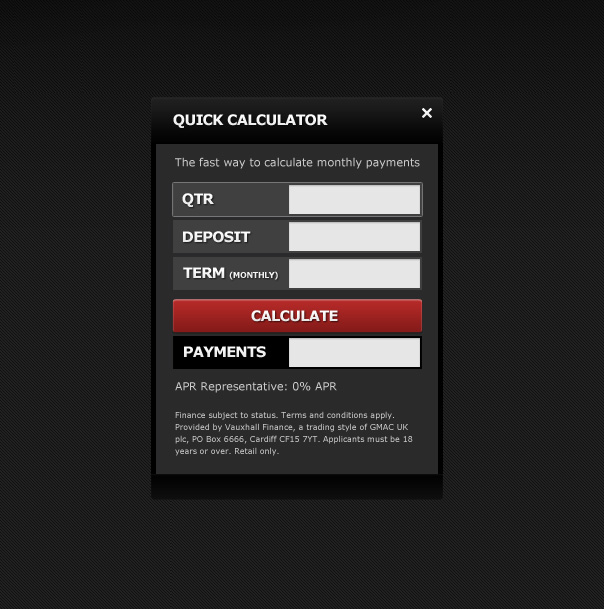 QUICK CALCULATOR
The fast way to calculate monthly payments
QTR
DEPOSIT
TERM (MONTHLY)
CALCULATE
PAYMENTS
APR Representative: 0% APR
Finance subject to status. Terms and conditions apply.
Provided by Vauxhall Finance, a trading style of GMAC UK
plc, PO Box 6666, Cardiff CF15 7YT. Applicants must be 18
years or over. Retail only.